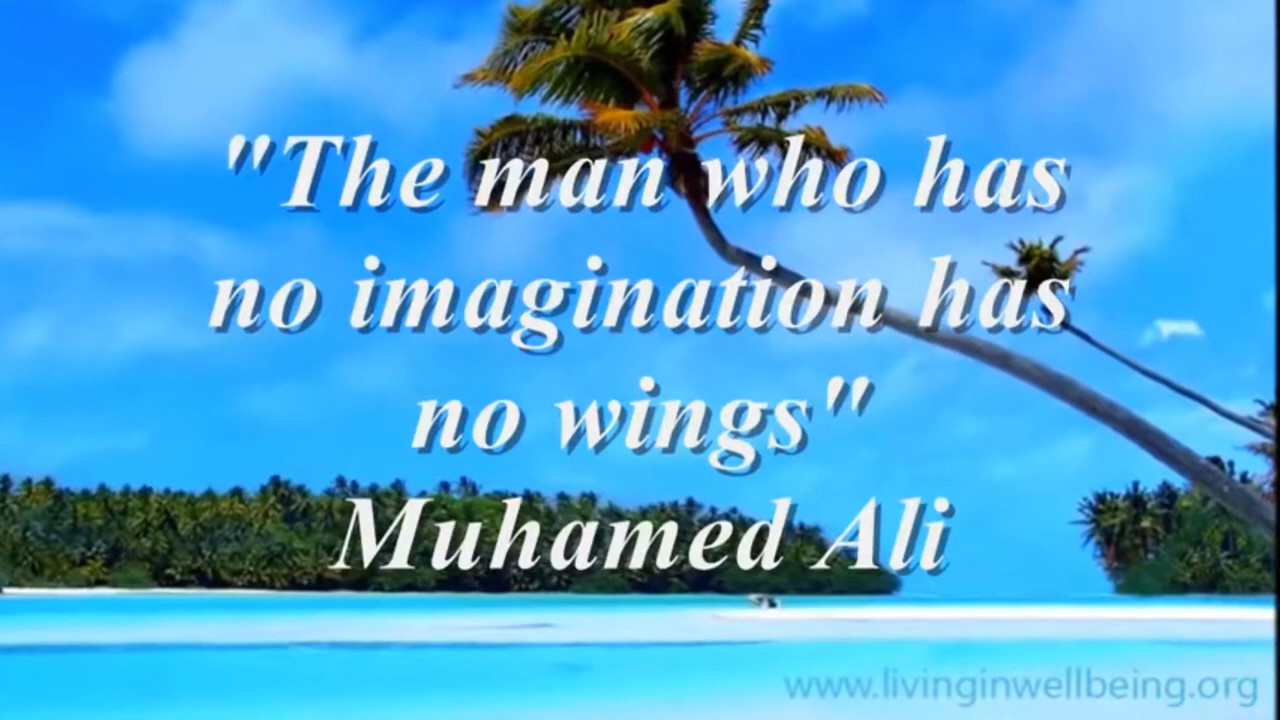 "The man who has
no imagination has
no wings"
Muhamed Ali
www.livinginwellbeing.org